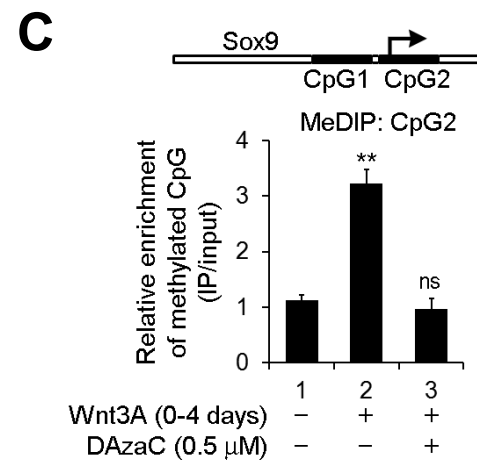 C
Sox9
CpG1 CpG2
MeDIP: CpG2
Relative enrichment
of methylated CpG
(IP/input)
4
3
2
1
0
**
ns
1 2 3
Wnt3A (0-4 days) – + +
DAzaC (0.5 μM) – – +